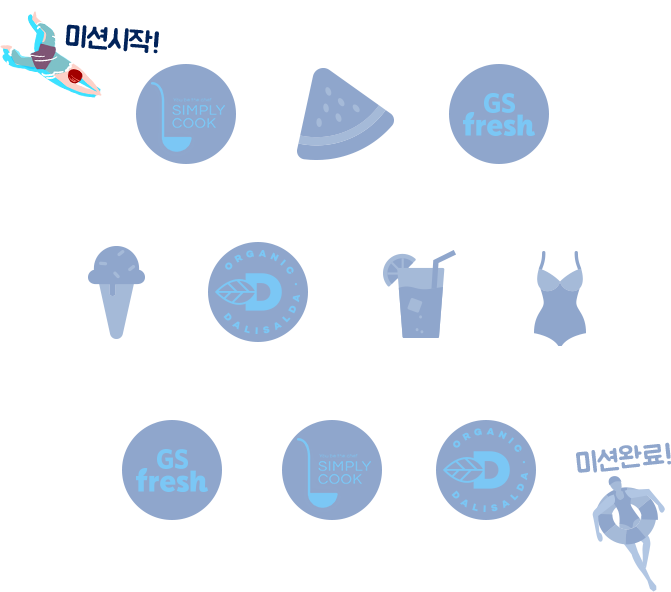 미션시작!
SIMPLY
COOK
GS
fresh
ORGANIC
D
DALISALDA
GS
fresh
SIMPLY
COOK
ORGANIC
D
DALISALDA
미션완료!